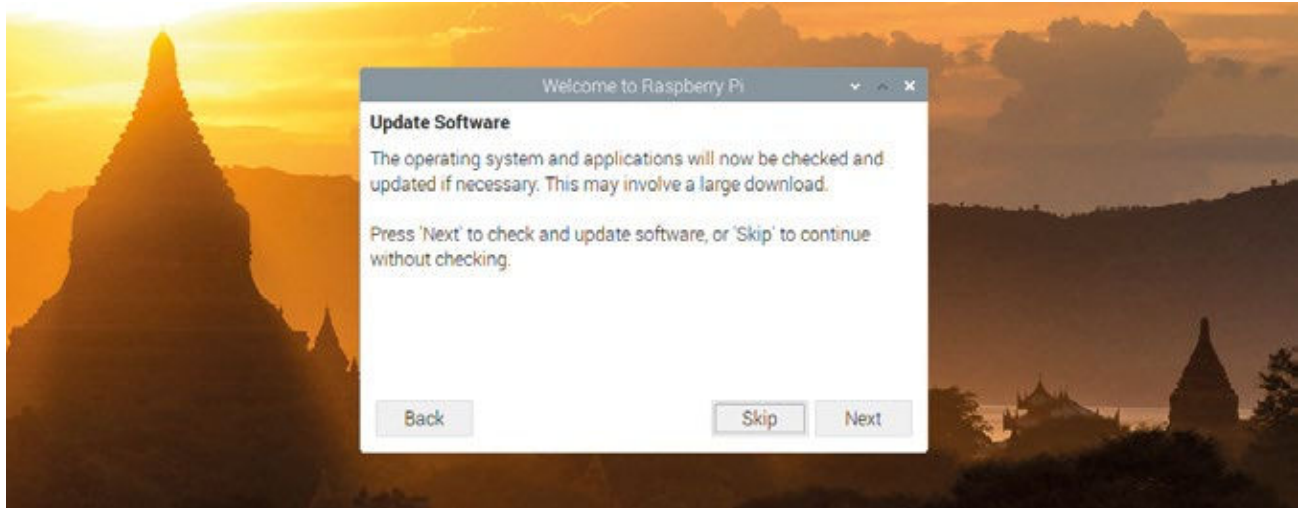 Welcome to Raspberry Pi
Update Software
The operating system and applications will now be checked and
updated if necessary. This may involve a large download.
Press 'Next' to check and update software, or 'Skip' to continue
without checking.
Back Skip Next